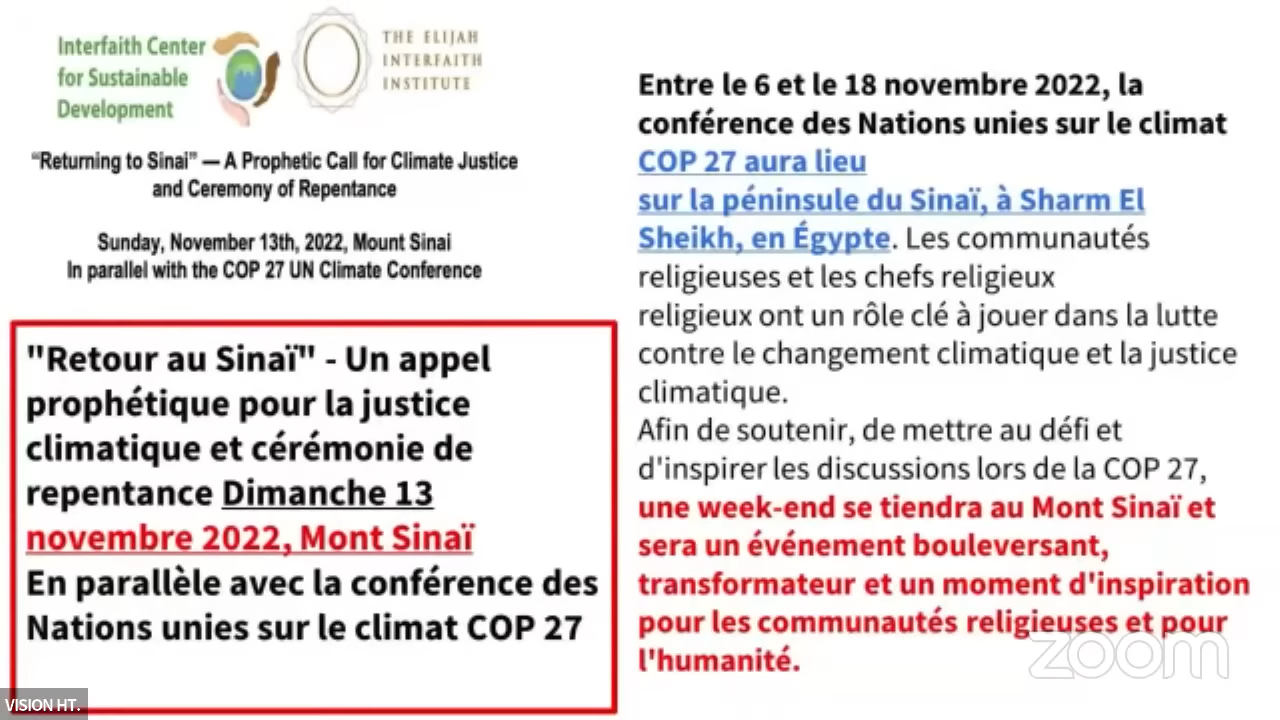 Interfaith Center
for Sustainable
Development
THE ELIJAH
INTERFAITH
INSTITUTE
“Returning to Sinai” — A Prophetic Call for Climate Justice
and Ceremony of Repentance
Sunday, November 13th, 2022, Mount Sinai
In parallel with the COP 27 UN Climate Conference
"Retour au Sinaï" - Un appel
prophétique pour la justice
climatique et cérémonie de
repentance Dimanche 13
novembre 2022, Mont Sinaï
En parallèle avec la conférence des
Nations unies sur le climat COP 27
Entre le 6 et le 18 novembre 2022, la
conférence des Nations unies sur le climat
COP 27 aura lieu
sur la péninsule du Sinaï, à Sharm El
Sheikh, en Égypte. Les communautés
religieuses et les chefs religieux
religieux ont un rôle clé à jouer dans la lutte
contre le changement climatique et la justice
climatique.
Afin de soutenir, de mettre au défi et
d'inspirer les discussions lors de la COP 27,
une week-end se tiendra au Mont Sinaï et
sera un événement bouleversant,
transformateur et un moment d'inspiration
pour les communautés religieuses et pour
l'humanité.
zoom
VISION HT.